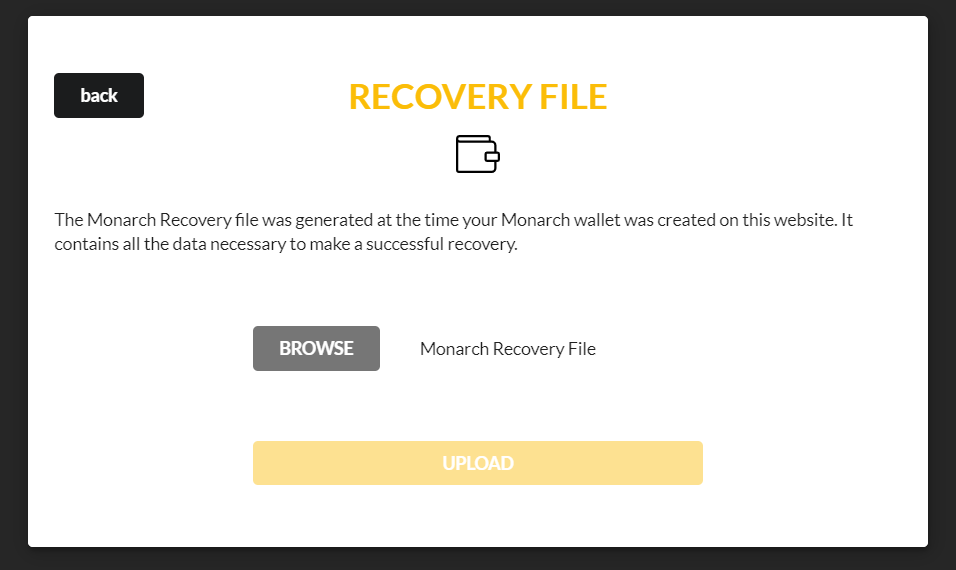 back
RECOVERY FILE
The Monarch Recovery file was generated at the time your Monarch wallet was created on this website. It
contains all the data necessary to make a successful recovery.
BROWSE
Monarch Recovery File
UPLOAD